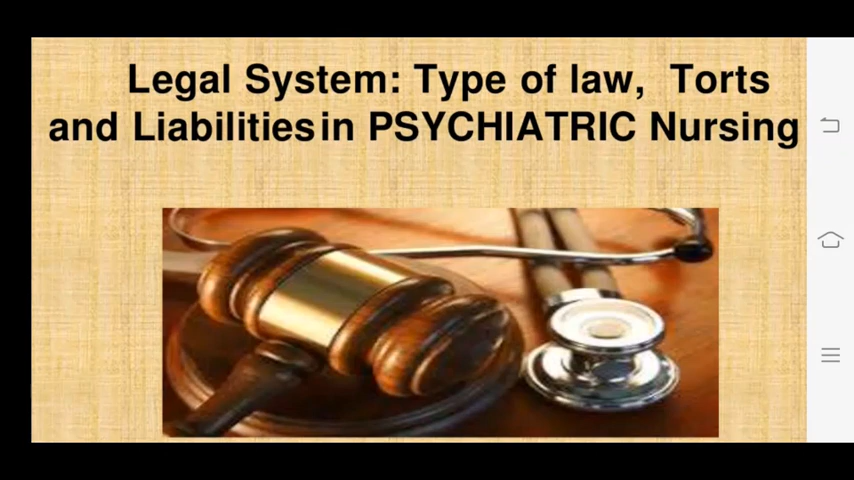 Legal System: Type of law, Torts
and Liabilities in PSYCHIATRIC Nursing